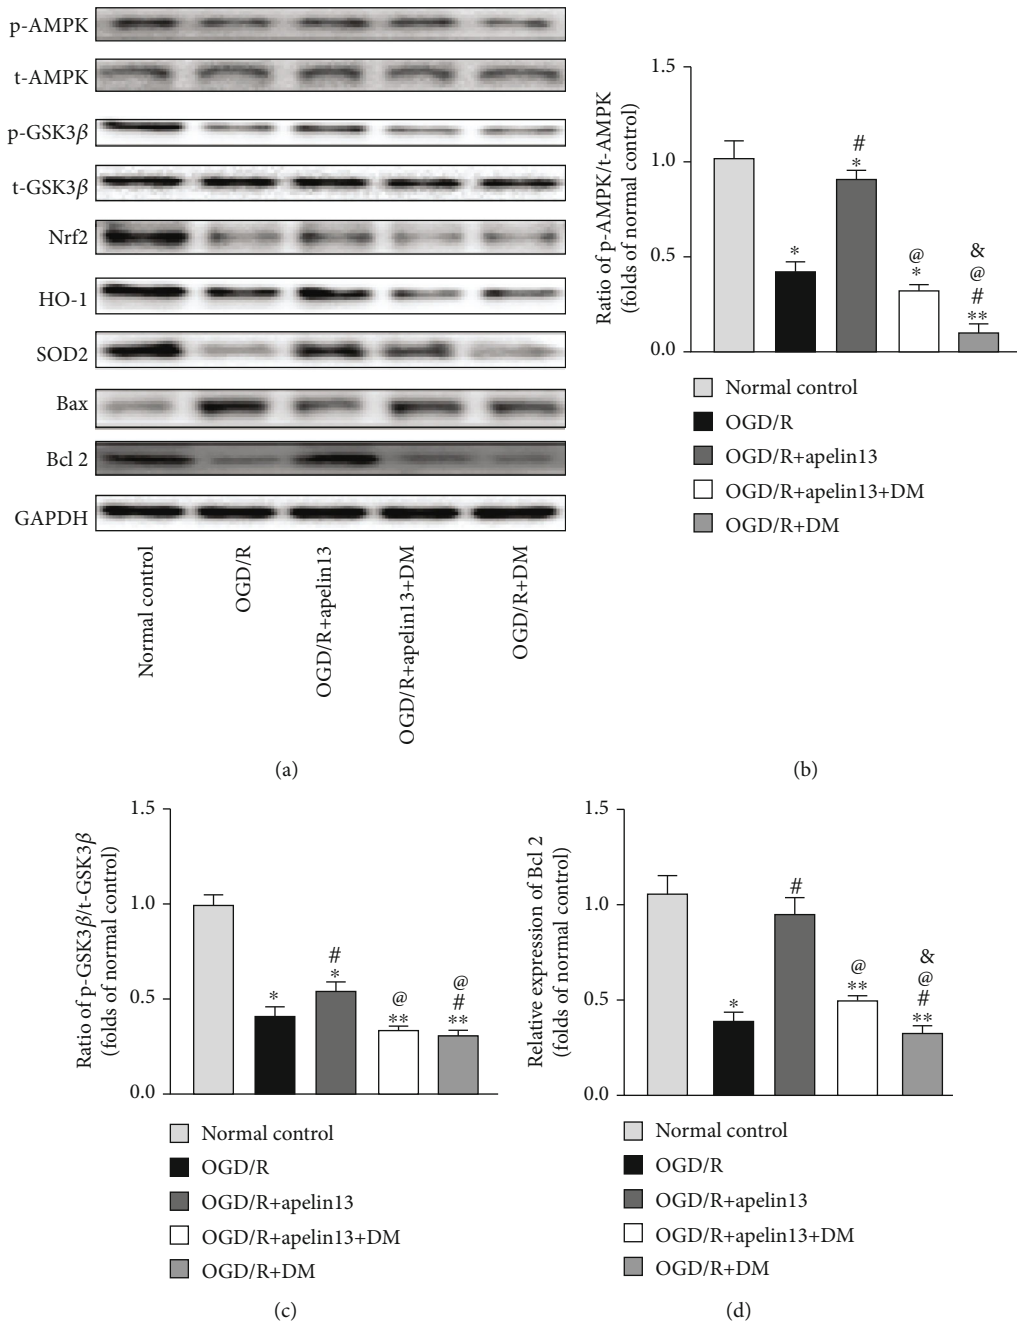 p-AMPK
t-AMPK
p-GSK3β
t-GSK3β
Nrf2
HO-1
SOD2
Bax
Bcl 2
GAPDH
Normal control
OGD/R
OGD/R+apelin13
OGD/R+apelin13+DM
OGD/R+DM
(a)
Ratio of p-AMPK/t-AMPK
(folds of normal control)
1.5
1.0
0.5
0.0
*
#
*
@
*
&
@
#
**
Normal control
OGD/R
OGD/R+apelin13
OGD/R+apelin13+DM
OGD/R+DM
(b)
Ratio of p-GSK3β/t-GSK3β
(folds of normal control)
1.5
1.0
0.5
0.0
*
#
*
@
**
@
#
**
Normal control
OGD/R
OGD/R+apelin13
OGD/R+apelin13+DM
OGD/R+DM
(c)
Relative expression of Bcl 2
(folds of normal control)
1.5
1.0
0.5
0.0
*
#
@
**
&
@
#
**
Normal control
OGD/R
OGD/R+apelin13
OGD/R+apelin13+DM
OGD/R+DM
(d)